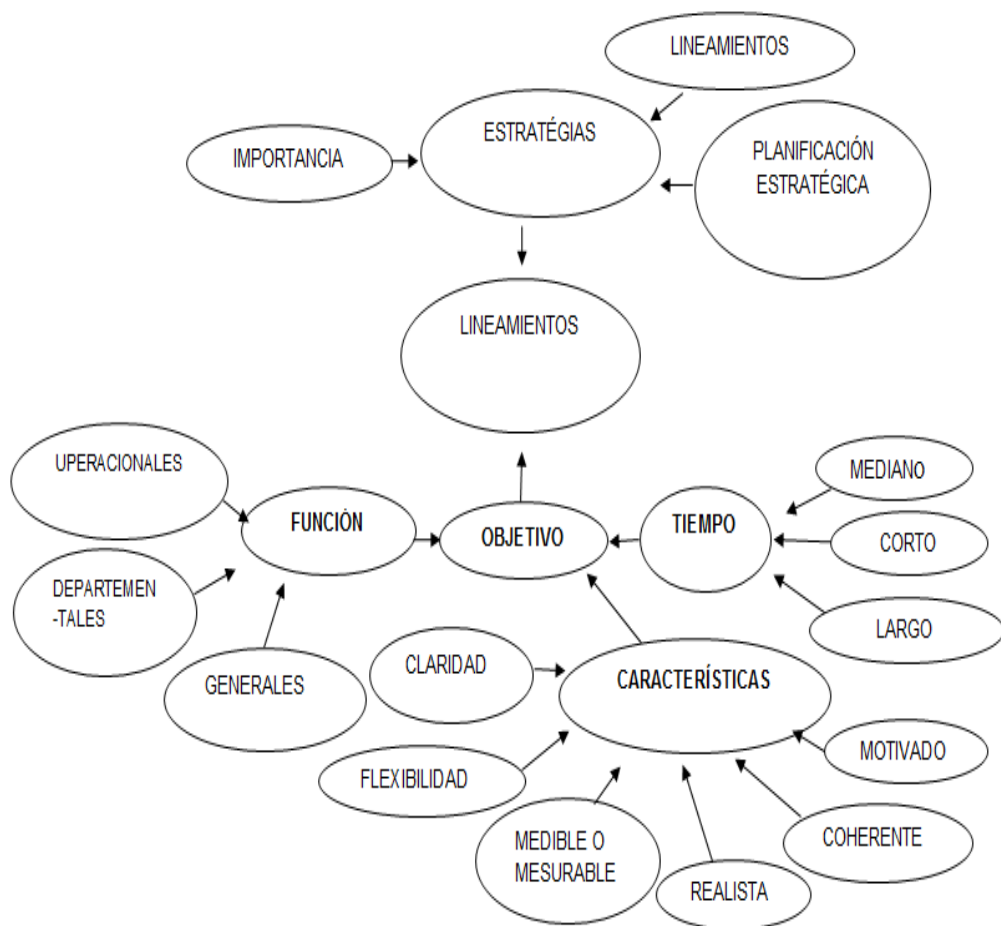 LINEAMIENTOS
ESTRATÉGIAS
IMPORTANCIA
PLANIFICACIÓN
ESTRATÉGICA
LINEAMIENTOS
UPERACIONALES
MEDIANO
FUNCIÓN
OBJETIVO
TIEMPO
CORTO
DEPARTEMEN
-TALES
LARGO
CLARIDAD
CARACTERÍSTICAS
GENERALES
MOTIVADO
FLEXIBILIDAD
COHERENTE
MEDIBLE O
MESURABLE
REALISTA